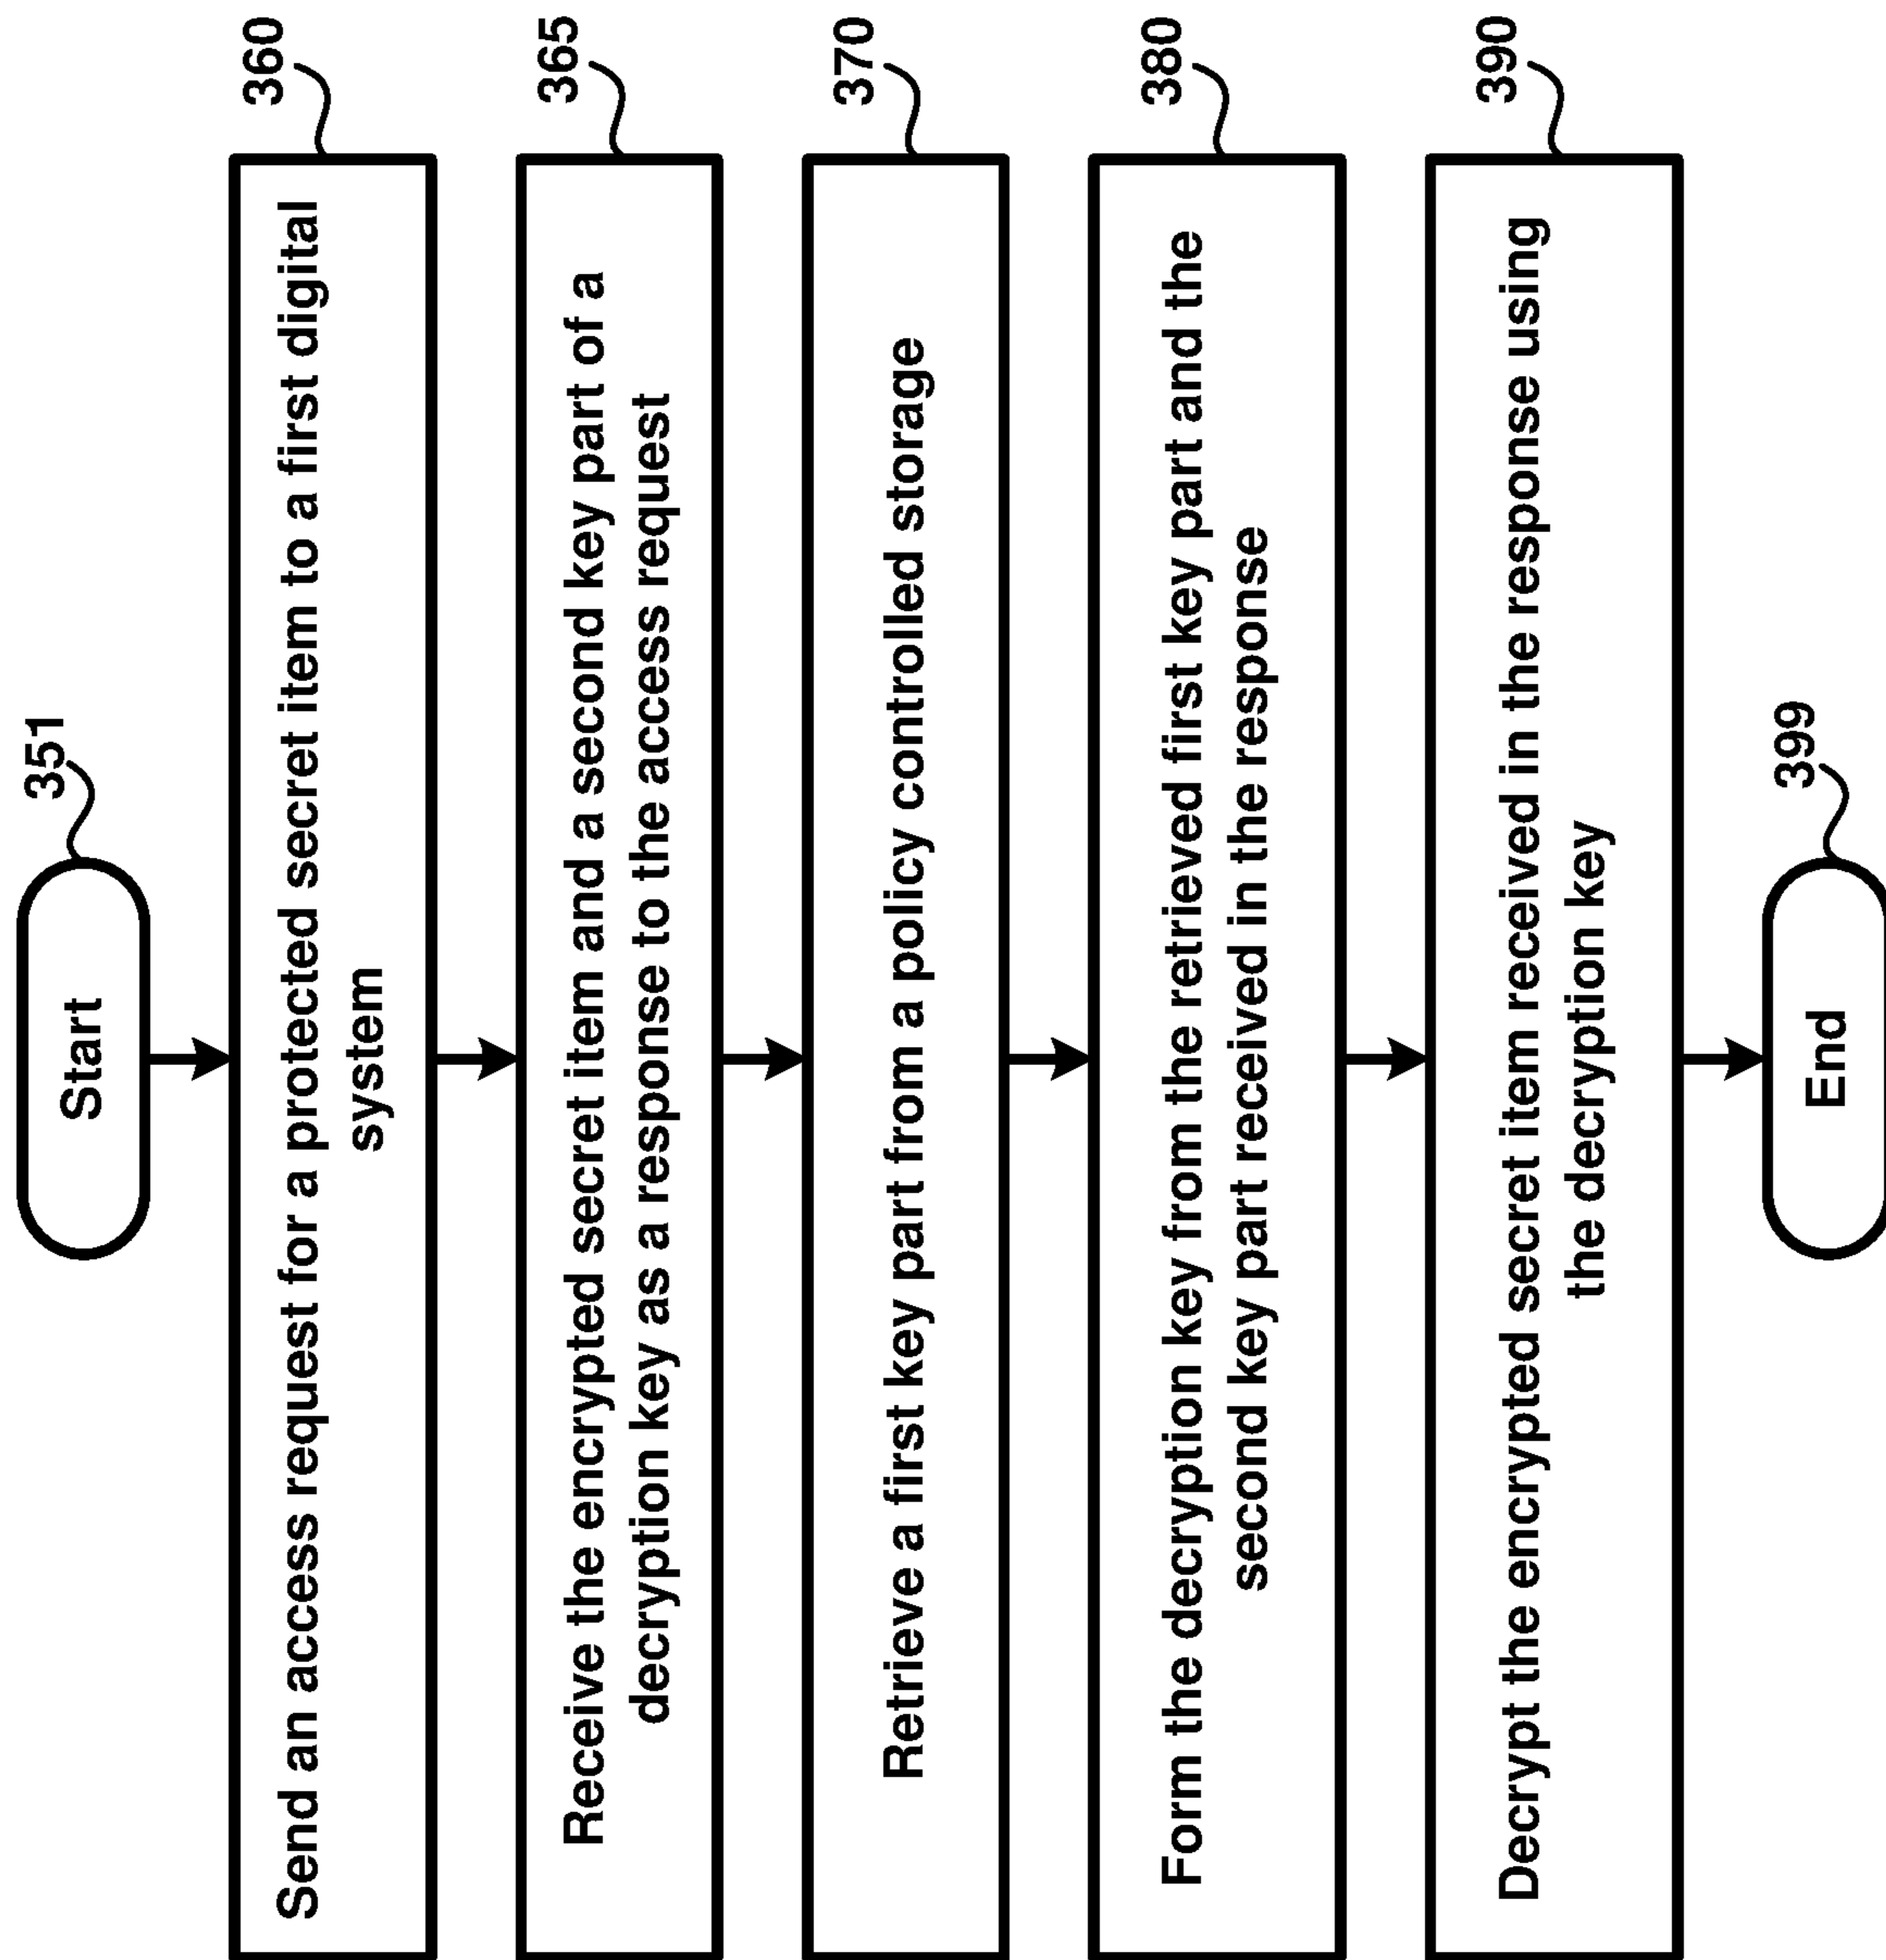 Start
351
Send an access request for a protected secret item to a first digital
system
360
Receive the encrypted secret item and a second key part of a
decryption key as a response to the access request
365
Retrieve a first key part from a policy controlled storage
370
Form the decryption key from the retrieved first key part and the
second key part received in the response
380
Decrypt the encrypted secret item received in the response using
the decryption key
390
End
399